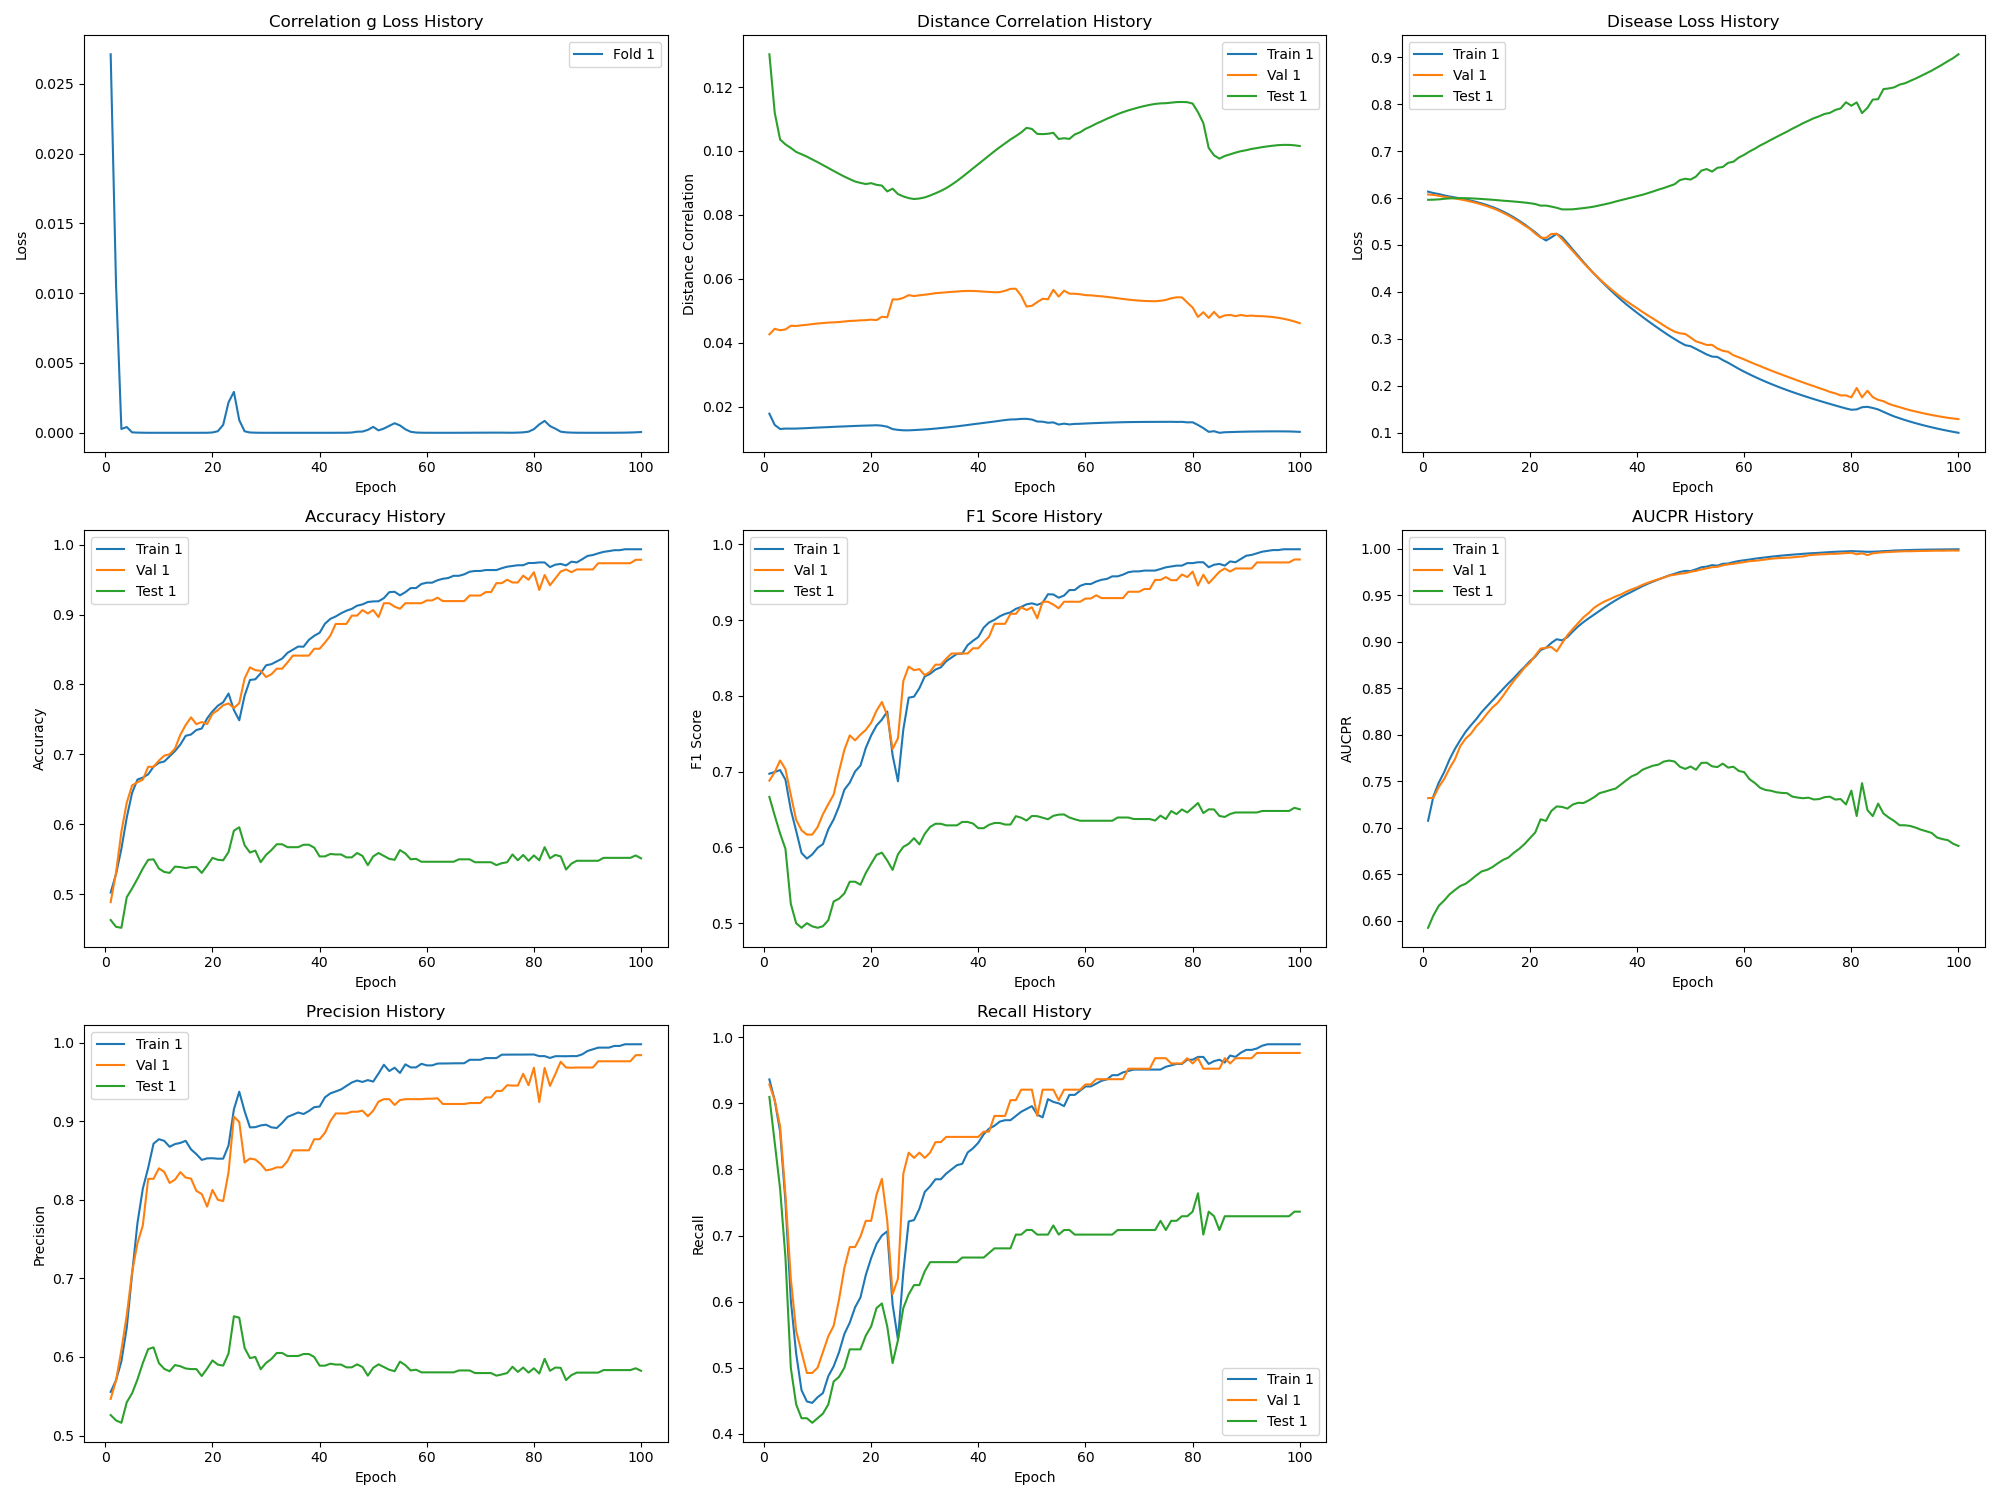 Correlation g Loss History
Loss
0.025
0.020
0.015
0.010
0.005
0.000
Fold 1
0 20 40 60 80 100
Epoch
Distance Correlation History
Distance Correlation
0.12
0.10
0.08
0.06
0.04
0.02
Train 1
Val 1
Test 1
0 20 40 60 80 100
Epoch
Disease Loss History
Loss
0.9
0.8
0.7
0.6
0.5
0.4
0.3
0.2
0.1
Train 1
Val 1
Test 1
0 20 40 60 80 100
Epoch
Accuracy History
Accuracy
1.0
0.9
0.8
0.7
0.6
0.5
Train 1
Val 1
Test 1
0 20 40 60 80 100
Epoch
F1 Score History
F1 Score
1.0
0.9
0.8
0.7
0.6
0.5
Train 1
Val 1
Test 1
0 20 40 60 80 100
Epoch
AUCPR History
AUCPR
1.00
0.95
0.90
0.85
0.80
0.75
0.70
0.65
0.60
Train 1
Val 1
Test 1
0 20 40 60 80 100
Epoch
Precision History
Precision
1.0
0.9
0.8
0.7
0.6
0.5
Train 1
Val 1
Test 1
0 20 40 60 80 100
Epoch
Recall History
Recall
1.0
0.9
0.8
0.7
0.6
0.5
0.4
Train 1
Val 1
Test 1
0 20 40 60 80 100
Epoch